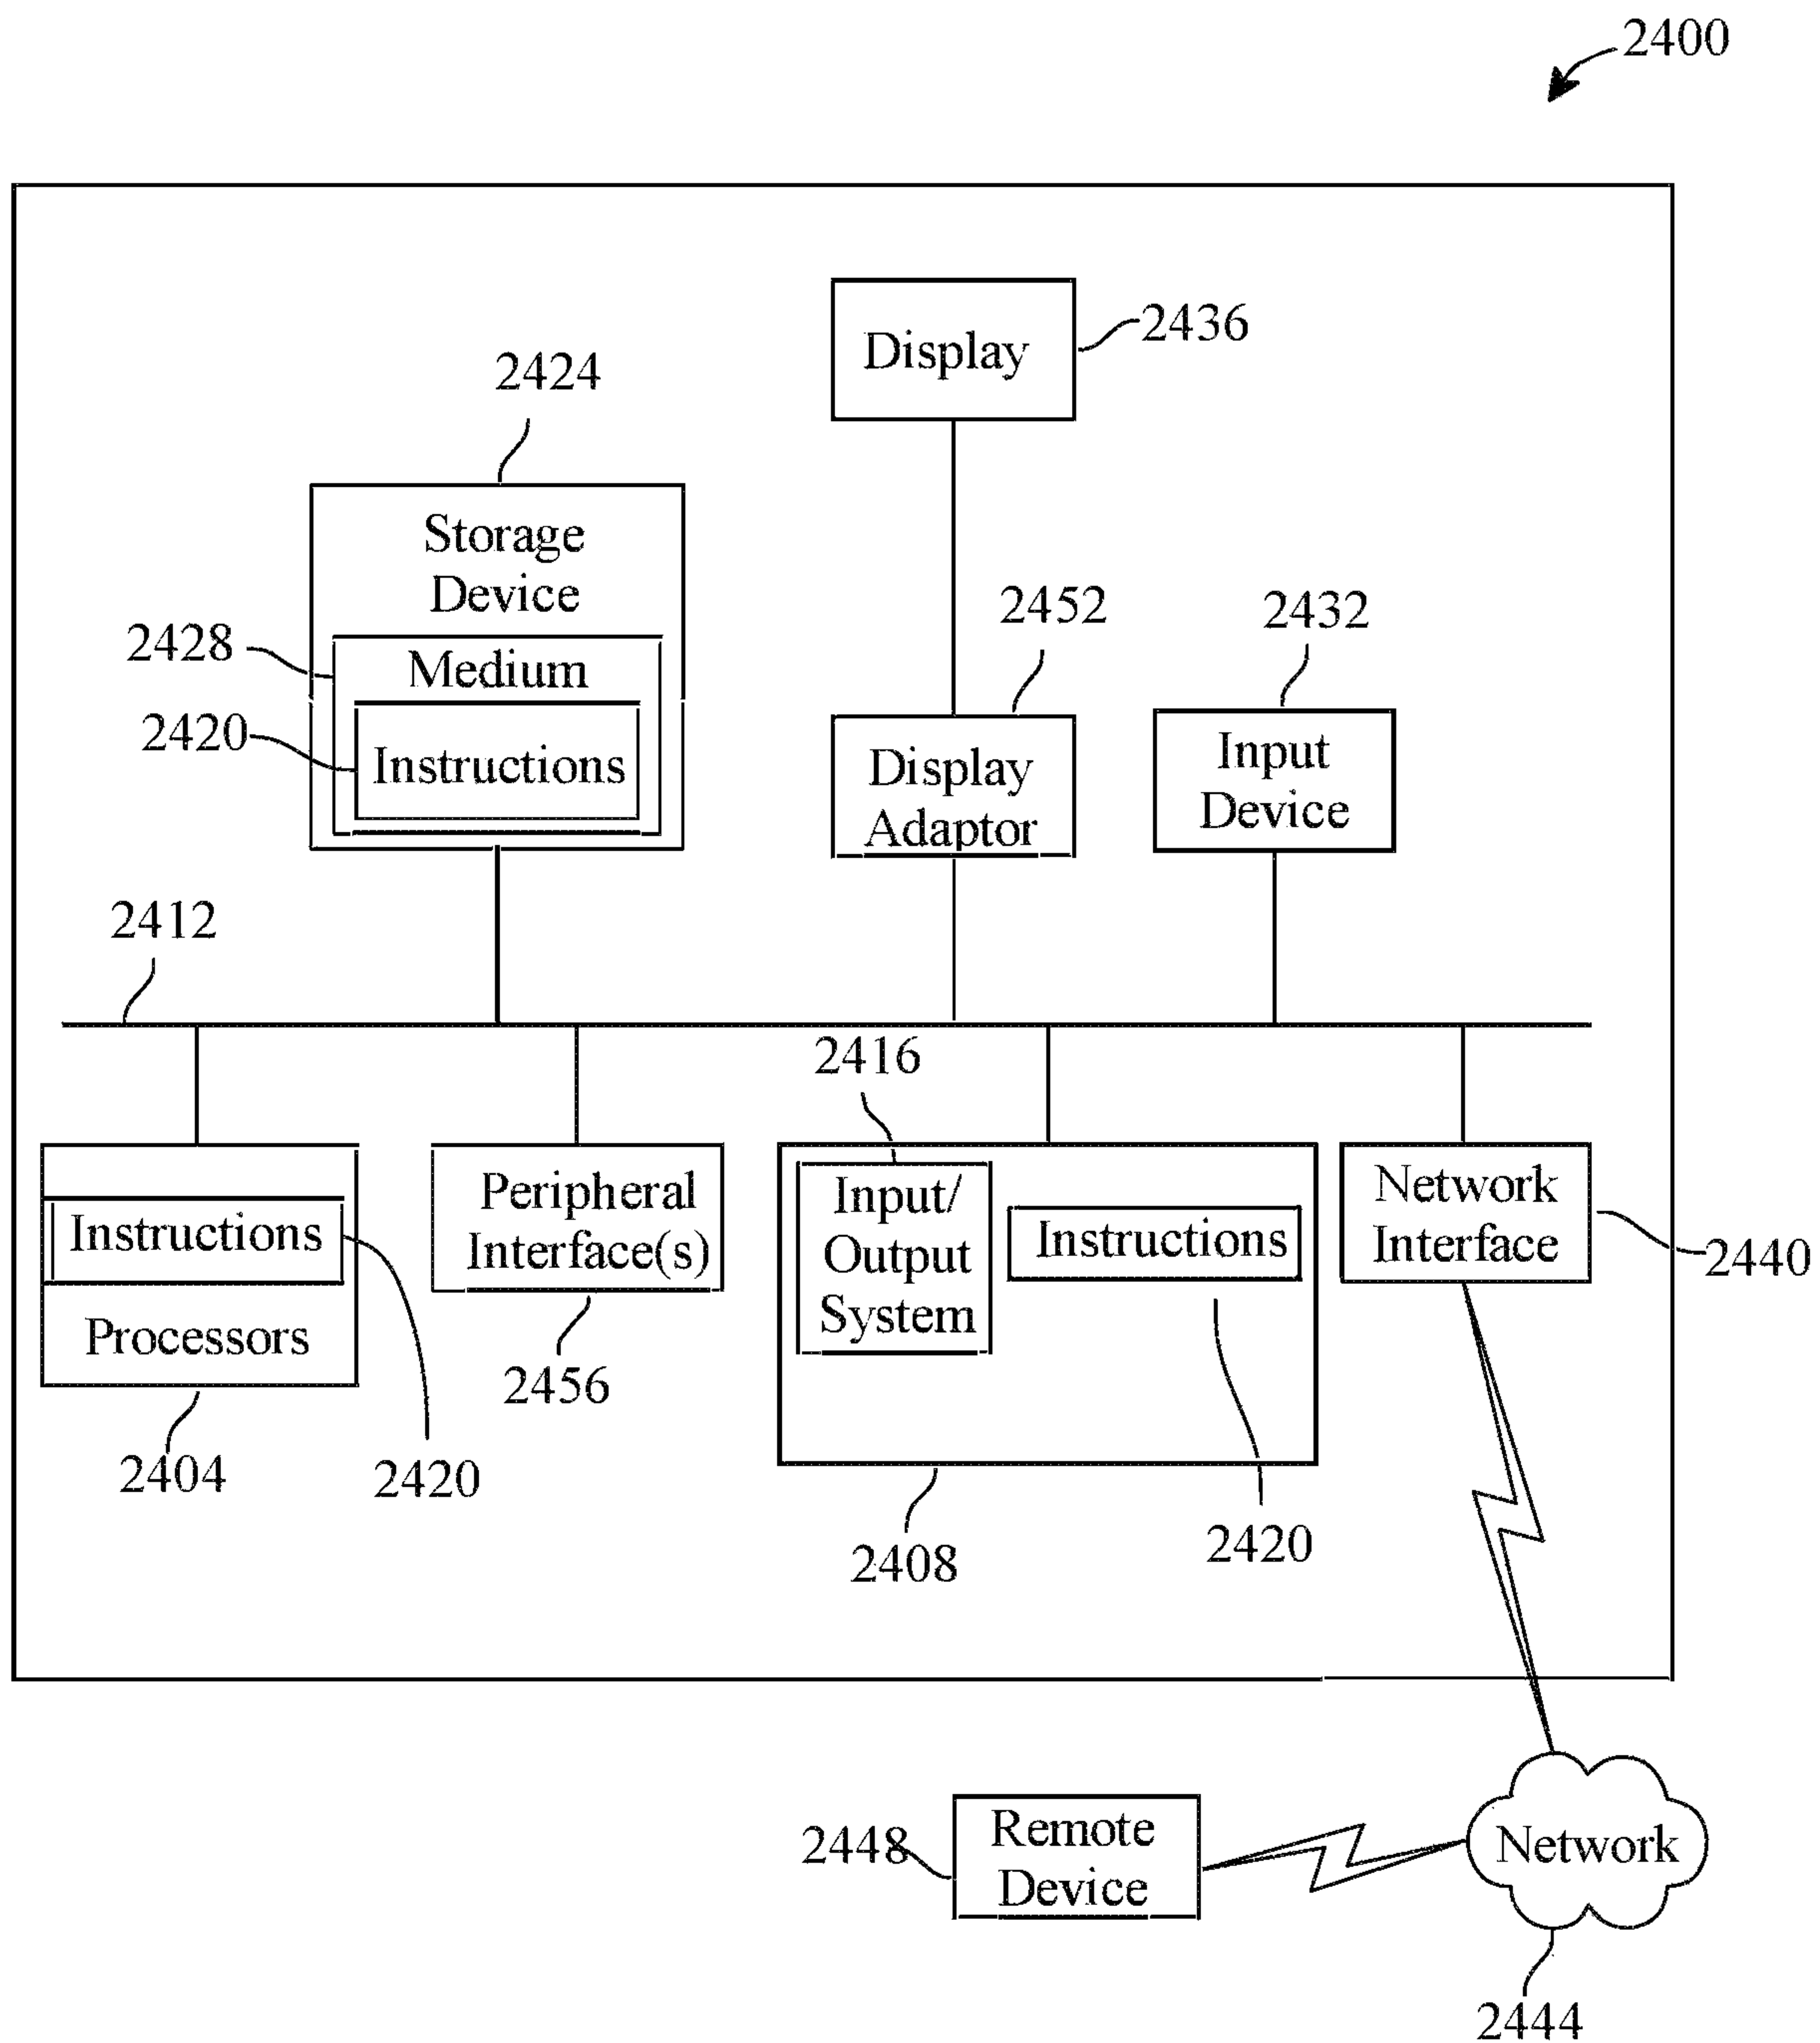 2400
Display
2436
2424
Storage
Device
2428
Medium
2420
Instructions
2452
Display
Adaptor
2432
Input
Device
2412
2416
Instructions
Processors
2404
2420
Peripheral
Interface(s)
2456
Input/
Output
System
Instructions
2408
2420
Network
Interface
2440
Remote
Device
2448
Network
2444